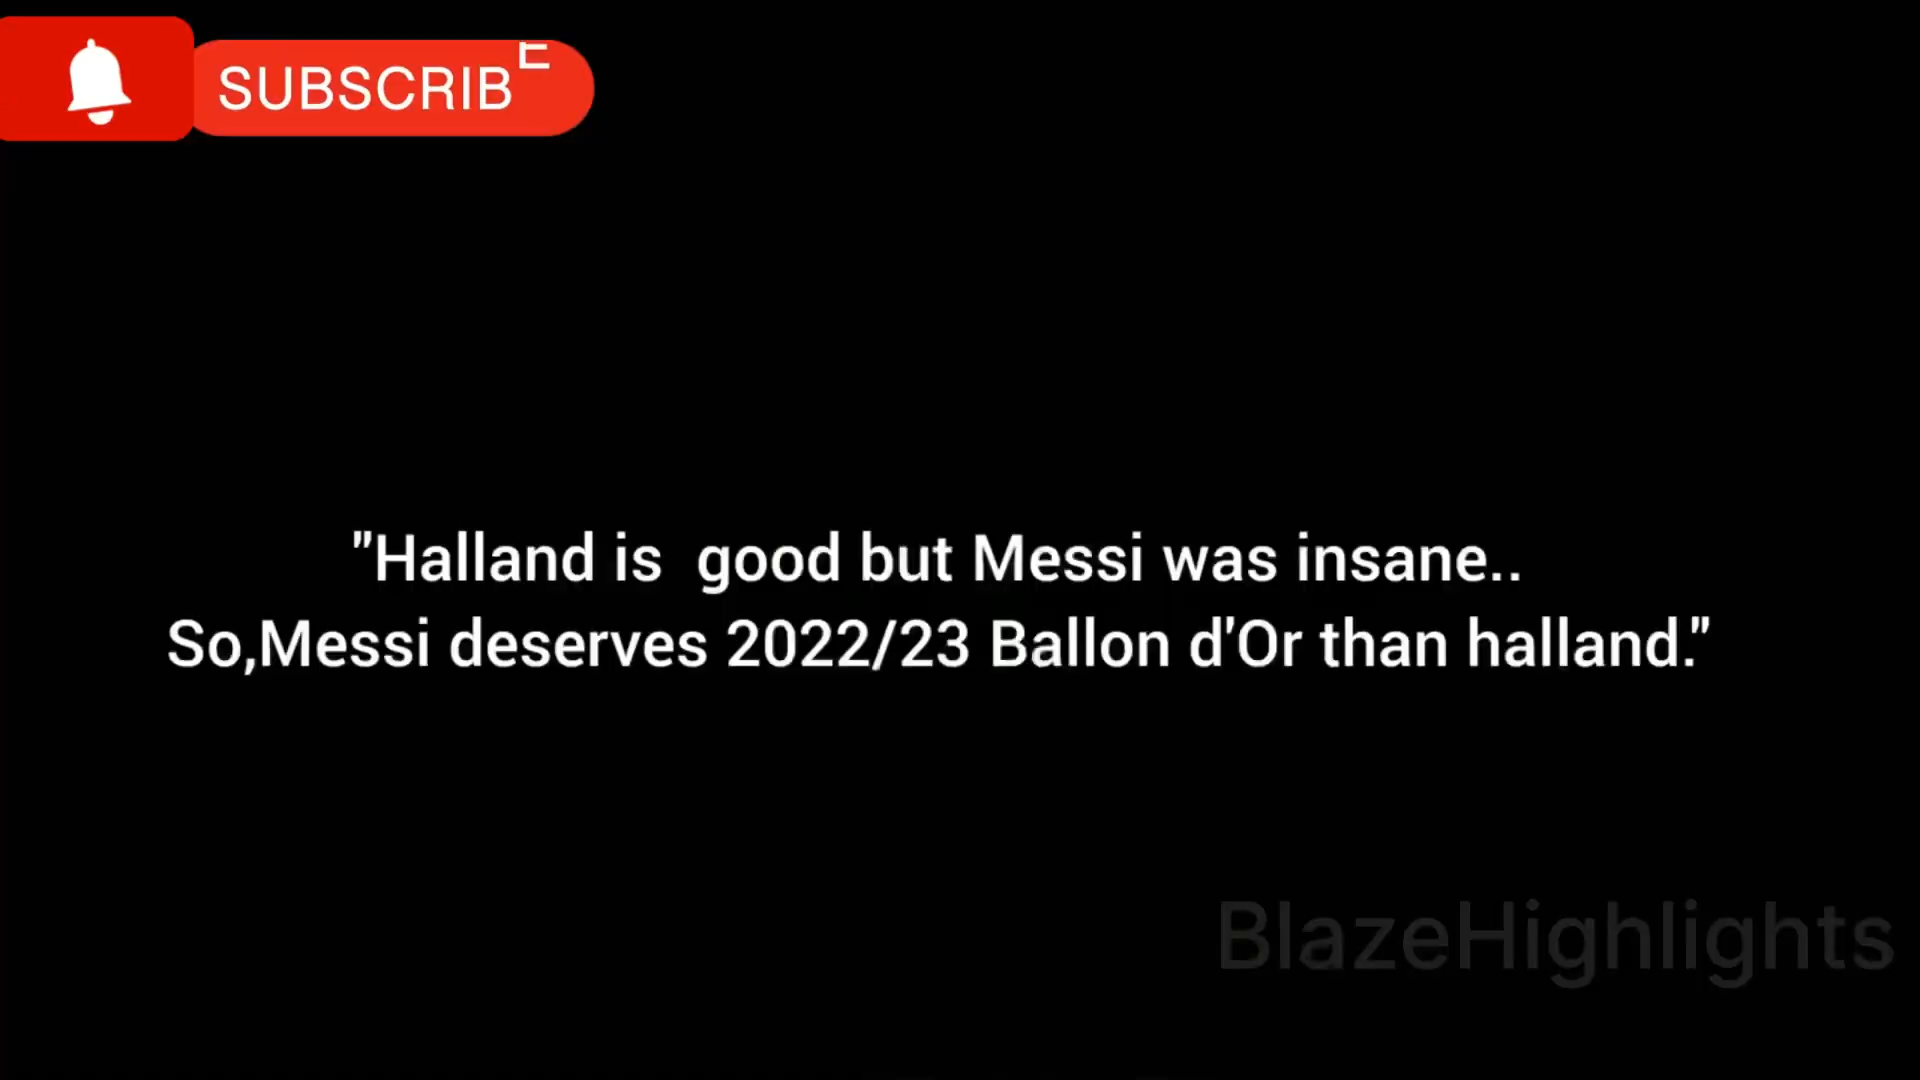 SUBSCRIBE
"Halland is  good but Messi was insane..
So,Messi deserves 2022/23 Ballon d'Or than halland."
BlazeHighlights